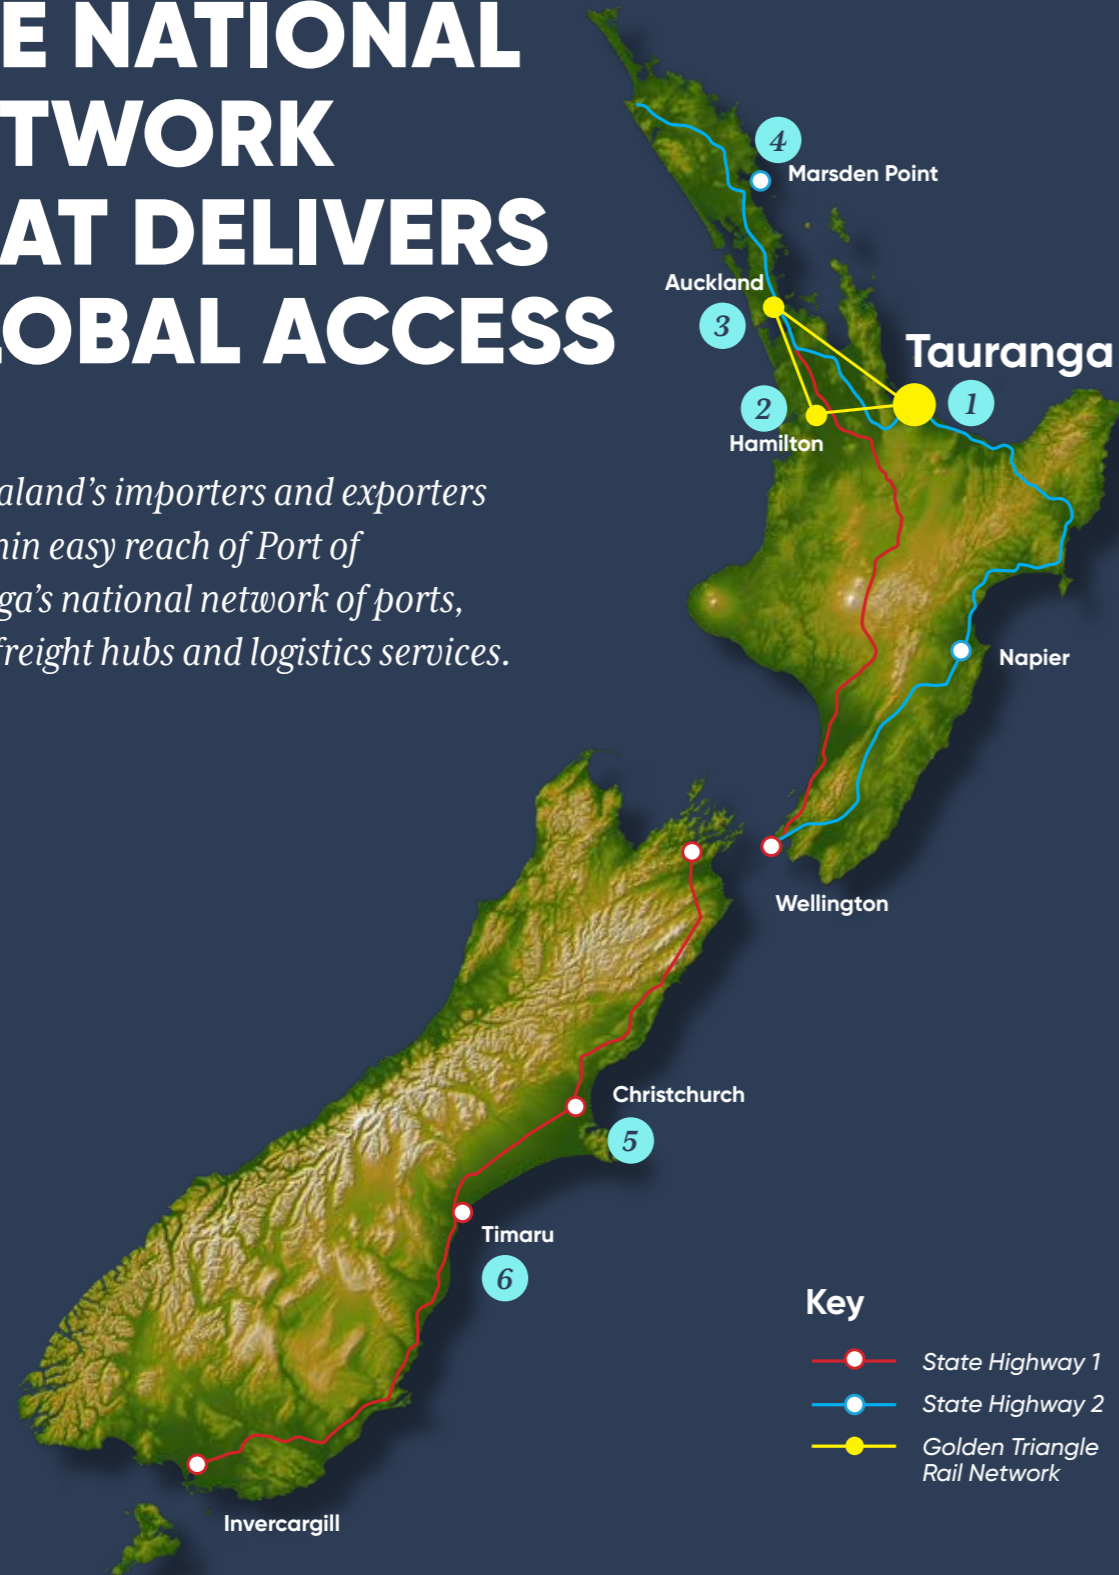 E NATIONAL
TWORK
AT DELIVERS
LOBAL ACCESS
aland's importers and exporters
hin easy reach of Port of
ga's national network of ports,
freight hubs and logistics services.
4
Marsden Point
Auckland
3
Tauranga
1
2
Hamilton
Napier
Wellington
Christchurch
5
Timaru
6
Invercargill
Key
State Highway 1
State Highway 2
Golden Triangle
Rail Network